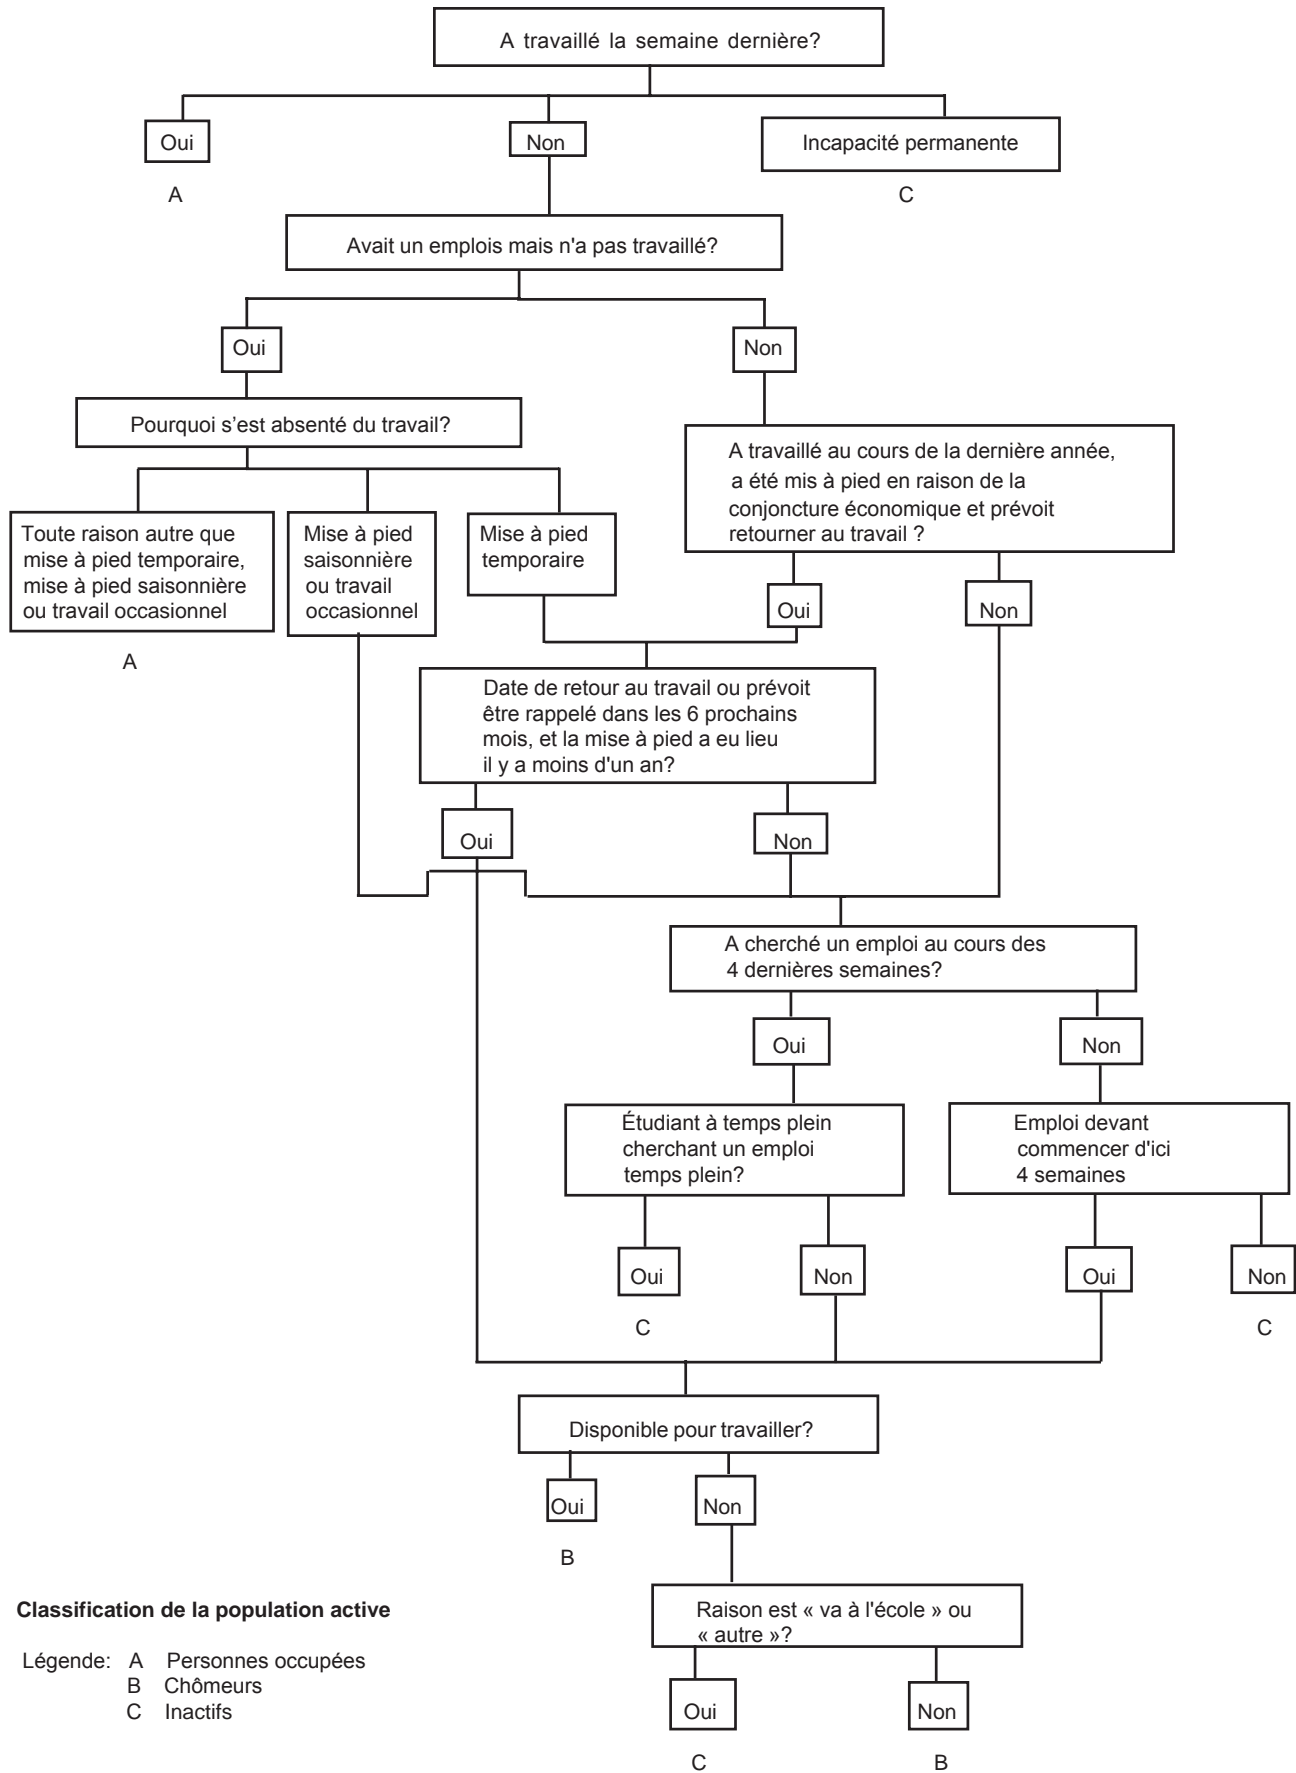 A travaillé la semaine dernière?
Oui
Non
Incapacité permanente
A
C
Avait un emplois mais n'a pas travaillé?
Oui
Non
Pourquoi s'est absenté du travail?
A travaillé au cours de la dernière année,
a été mis à pied en raison de la
conjoncture économique et prévoit
retourner au travail ?
Toute raison autre que
mise à pied temporaire,
mise à pied saisonnière
ou travail occasionnel
Mise à pied
saisonnière
ou travail
occasionnel
Mise à pied
temporaire
Oui
Non
A
Date de retour au travail ou prévoit
être rappelé dans les 6 prochains
mois, et la mise à pied a eu lieu
il y a moins d'un an?
Oui
Non
A cherché un emploi au cours des
4 dernières semaines?
Oui
Non
Étudiant à temps plein
cherchant un emploi
temps plein?
Emploi devant
commencer d'ici
4 semaines
Oui
Non
Oui
Non
C
C
Disponible pour travailler?
Oui
Non
B
Raison est « va à l'école » ou
« autre »?
Oui
Non
C
B
Classification de la population active
Légende: A Personnes occupées
B Chômeurs
C Inactifs